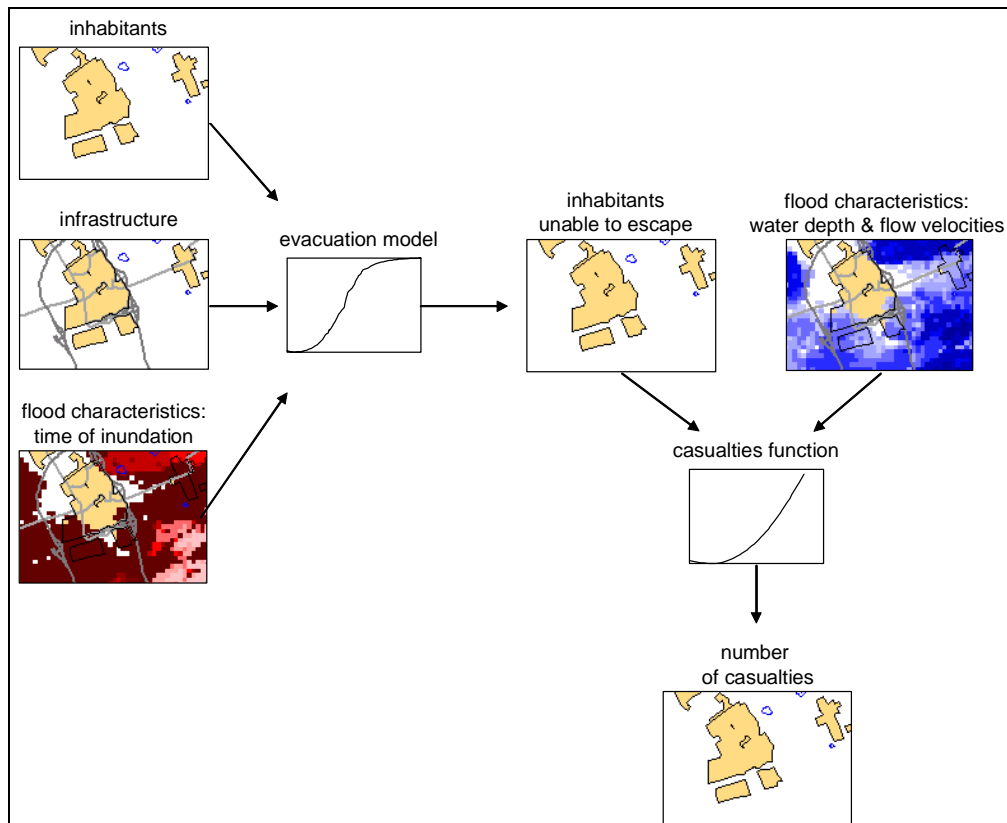 inhabitants
infrastructure
flood characteristics:
time of inundation
evacuation model
inhabitants
unable to escape
flood characteristics:
water depth & flow velocities
casualties function
number
of casualties